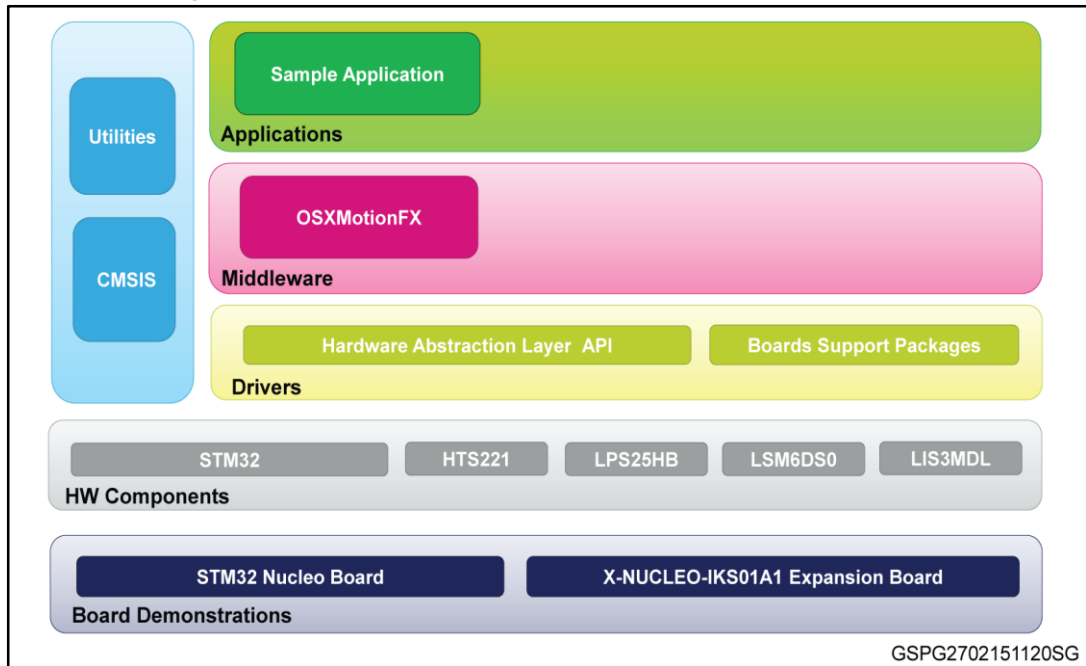 Sample Application
Applications
Utilities
CMSIS
OSXMotionFX
Middleware
Hardware Abstraction Layer API
Boards Support Packages
Drivers
STM32
HTS221
LPS25HB
LSM6DS0
LIS3MDL
HW Components
STM32 Nucleo Board
X-NUCLEO-IKS01A1 Expansion Board
Board Demonstrations
GSPG2702151120SG